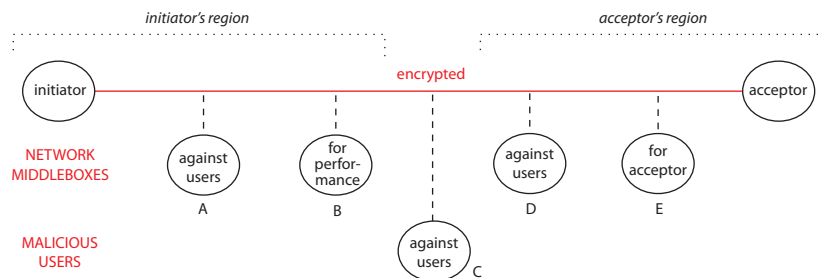 initiator's region
acceptor's region
encrypted
initiator
acceptor
NETWORK
MIDDLEBOXES
against
users
A
for
perfor-
mance
B
against
users
D
for
acceptor
E
MALICIOUS
USERS
against
users
C